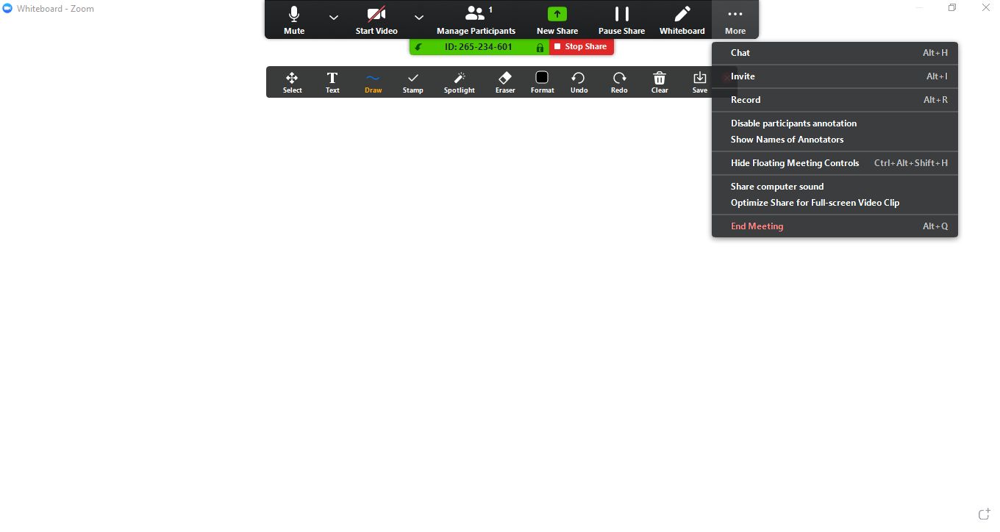 Whiteboard - Zoom
1
Mute Start Video Manage Participants New Share Pause Share Whiteboard More
ID: 265-234-601 Stop Share
Select Text Draw Stamp Spotlight Eraser Format Undo Redo Clear Save
Chat Alt+H
Invite Alt+I
Record Alt+R
Disable participants annotation
Show Names of Annotators
Hide Floating Meeting Controls Ctrl+Alt+Shift+H
Share computer sound
Optimize Share for Full-screen Video Clip
End Meeting Alt+Q